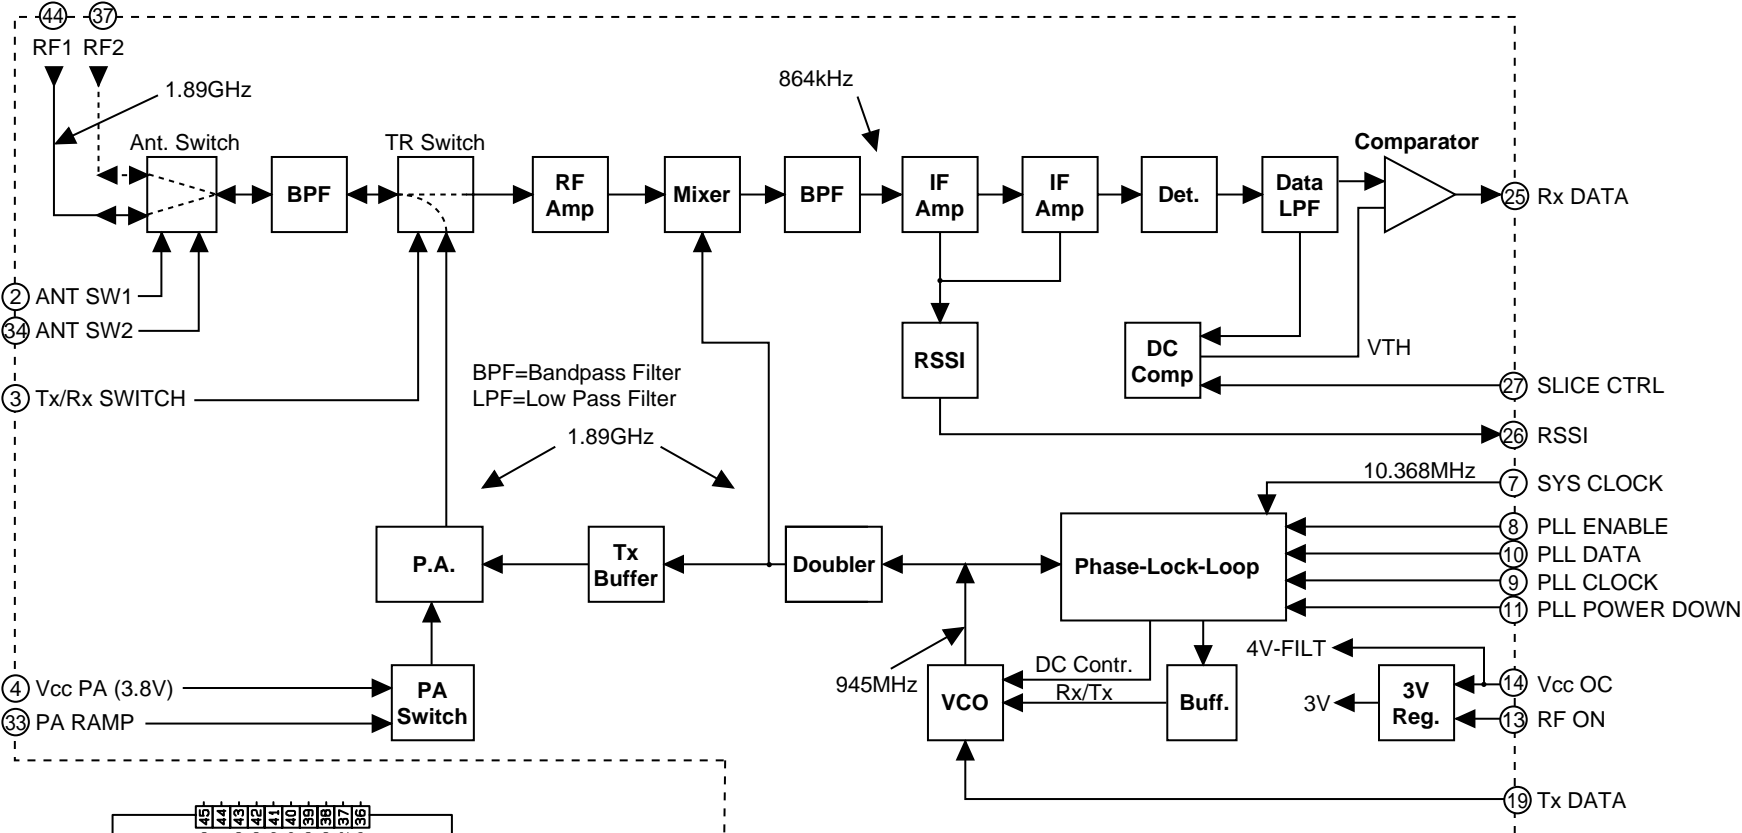 44 37
RF1 RF2
1.89GHz
864kHz
Ant. Switch
TR Switch
Comparator
BPF
RF
Amp
Mixer
BPF
IF
Amp
IF
Amp
Det.
Data
LPF
25 Rx DATA
2 ANT SW1
34 ANT SW2
3 Tx/Rx SWITCH
BPF=Bandpass Filter
LPF=Low Pass Filter
1.89GHz
RSSI
DC
Comp
VTH
27 SLICE CTRL
26 RSSI
10.368MHz
7 SYS CLOCK
8 PLL ENABLE
10 PLL DATA
9 PLL CLOCK
11 PLL POWER DOWN
P.A.
Tx
Buffer
Doubler
Phase-Lock-Loop
4V-FILT
945MHz
DC Contr.
Rx/Tx
VCO
Buff.
3V
3V
Reg.
14 Vcc OC
13 RF ON
4 Vcc PA (3.8V)
33 PA RAMP
PA
Switch
19 Tx DATA
45 44 43 42 41 40 39 38 37 36